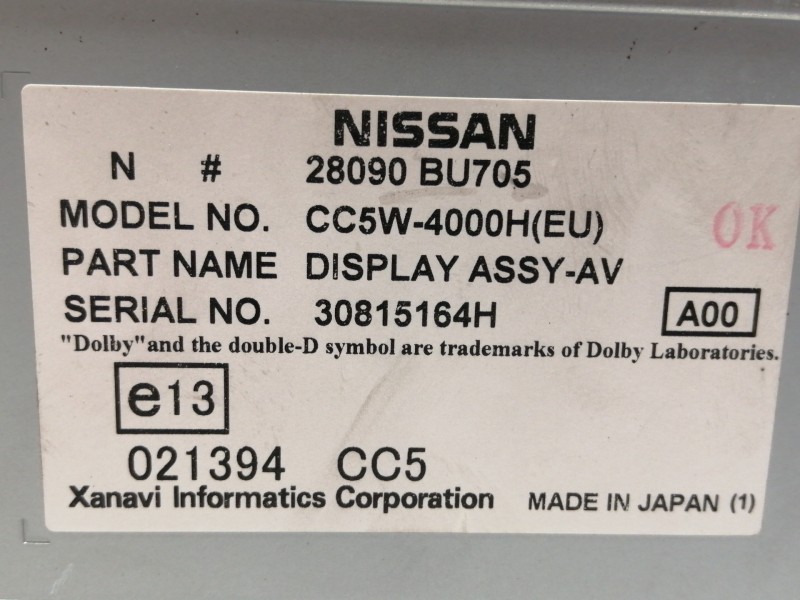 NISSAN
N # 28090 BU705
MODEL NO. CC5W-4000H(EU)
OK
PART NAME DISPLAY ASSY-AV
SERIAL NO. 30815164H A00
"Dolby"and the double-D symbol are trademarks of Dolby Laboratories.
e13
021394 CC5
Xanavi Informatics Corporation MADE IN JAPAN (1)